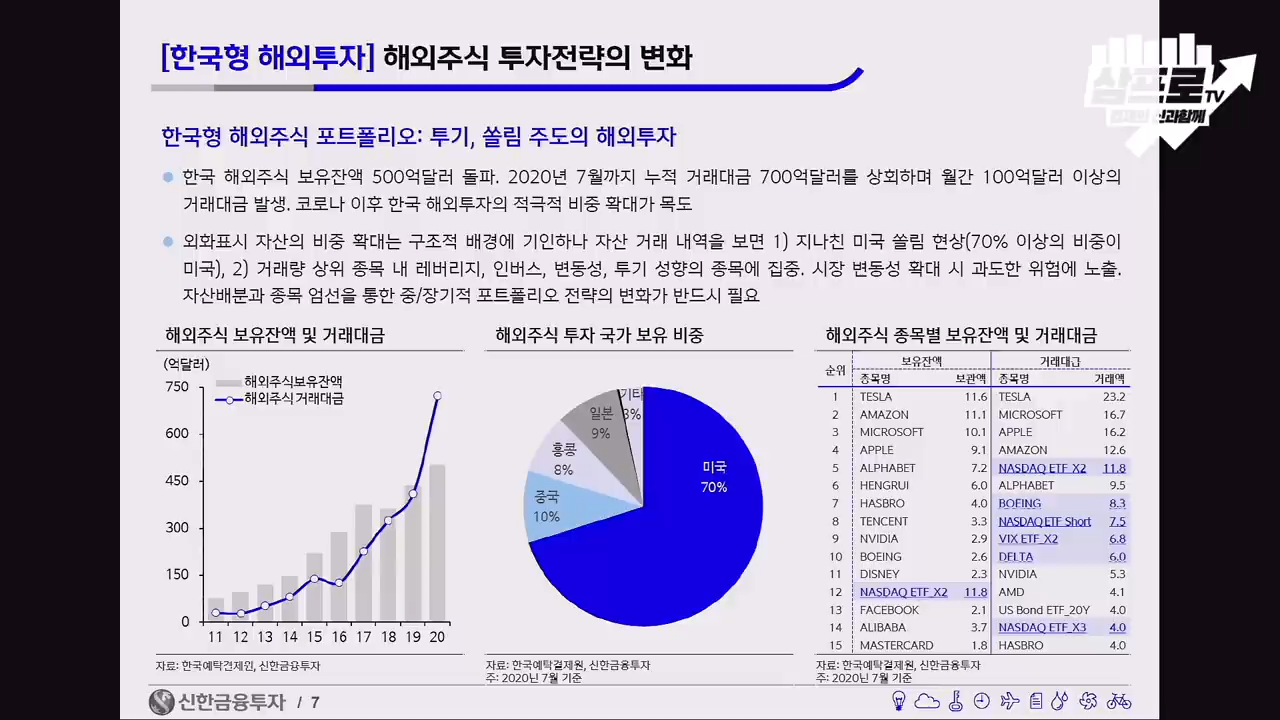 [한국형 해외투자] 해외주식 투자전략의 변화
삼프로TV
경제의 신과함께
한국형 해외주식 포트폴리오: 투기, 쏠림 주도의 해외투자
한국 해외주식 보유잔액 500억달러 돌파. 2020년 7월까지 누적 거래대금 700억달러를 상회하며 월간 100억달러 이상의
거래대금 발생. 코로나 이후 한국 해외투자의 적극적 비중 확대가 목도
외화표시 자산의 비중 확대는 구조적 배경에 기인하나 자산 거래 내역을 보면 1) 지나친 미국 쏠림 현상(70% 이상의 비중이
미국), 2) 거래량 상위 종목 내 레버리지, 인버스, 변동성, 투기 성향의 종목에 집중. 시장 변동성 확대 시 과도한 위험에 노출.
자산배분과 종목 엄선을 통한 중/장기적 포트폴리오 전략의 변화가 반드시 필요
해외주식 보유잔액 및 거래대금
(억달러)
해외주식보유잔액
해외주식거래대금
750
600
450
300
150
0
11 12 13 14 15 16 17 18 19 20
자료: 한국예탁결제원, 신한금융투자
해외주식 투자 국가 보유 비중
기타
3%
일본
9%
홍콩
8%
중국
10%
미국
70%
자료: 한국예탁결제원, 신한금융투자
주: 2020년 7월 기준
해외주식 종목별 보유잔액 및 거래대금
순위 보유잔액 거래대금
종목명 보관액 종목명 거래액
1 TESLA 11.6 TESLA 23.2
2 AMAZON 11.1 MICROSOFT 16.7
3 MICROSOFT 10.1 APPLE 16.2
4 APPLE 9.1 AMAZON 12.6
5 ALPHABET 7.2 NASDAQ ETF_X2 11.8
6 HENGRUI 6.0 ALPHABET 9.5
7 HASBRO 4.0 BOEING 8.3
8 TENCENT 3.3 NASDAQ ETF Short 7.5
9 NVIDIA 2.9 VIX ETF_X2 6.8
10 BOEING 2.6 DELTA 6.0
11 DISNEY 2.3 NVIDIA 5.3
12 NASDAQ ETF_X2 11.8 AMD 4.1
13 FACEBOOK 2.1 US Bond ETF_20Y 4.0
14 ALIBABA 3.7 NASDAQ ETF_X3 4.0
15 MASTERCARD 1.8 HASBRO 4.0
자료: 한국예탁결제원, 신한금융투자
주: 2020년 7월 기준
신한금융투자 / 7